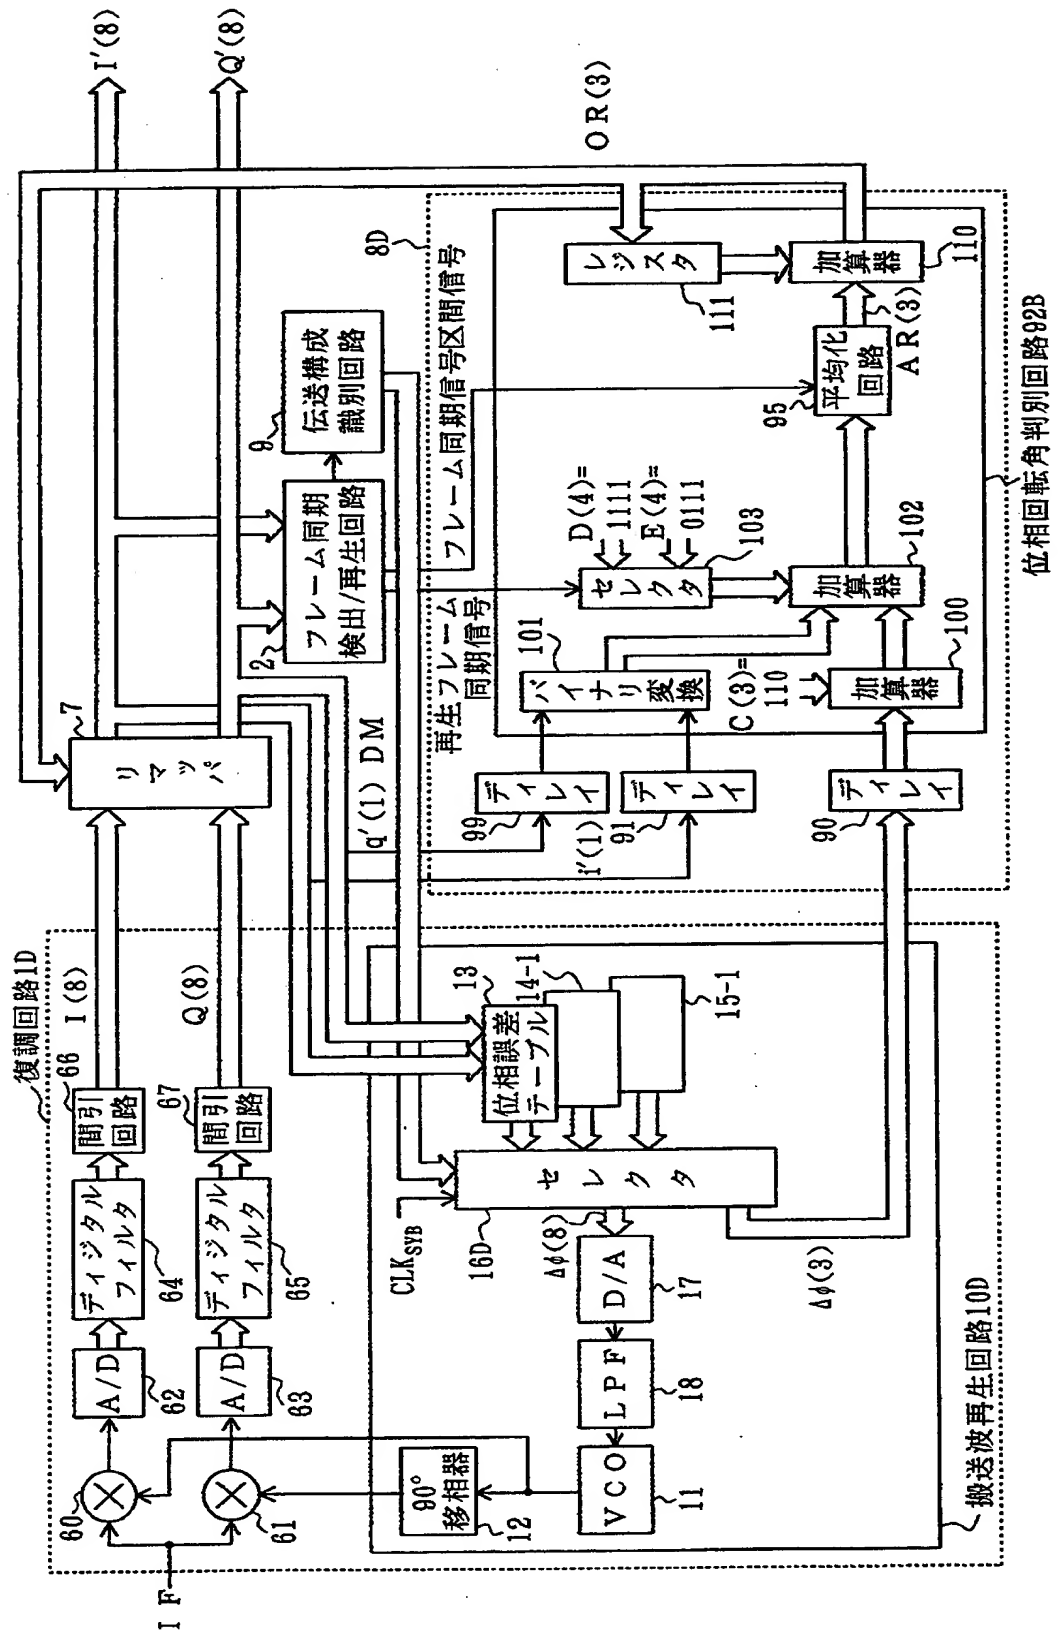 I F
復調回路1D
60
61
A/D
62
A/D
63
ディジタル
フィルタ
64
ディジタル
フィルタ
65
間引
回路
66
間引
回路
67
I(8)
Q(8)
リマッパ
7
I'(8)
Q'(8)
90°
移相器
12
VCO
11
LPF
18
D/A
17
Δφ(8)
Δφ(3)
セレクタ
16D
CLKSYB
位相誤差
テーブル
13
14-1
15-1
搬送波再生回路10D
q'(1)
DM
i'(1)
フレーム同期
検出/再生回路
2
伝送構成
識別回路
9
再生フレーム
同期信号
フレーム同期信号区間信号
8D
ディレイ
99
ディレイ
91
ディレイ
90
バイナリ
変換
101
C(3)=
110
加算器
100
D(4)=
1111
E(4)=
0111
セレクタ
103
加算器
102
平均化
回路
95
AR(3)
レジスタ
111
加算器
110
OR(3)
位相回転角判別回路92B